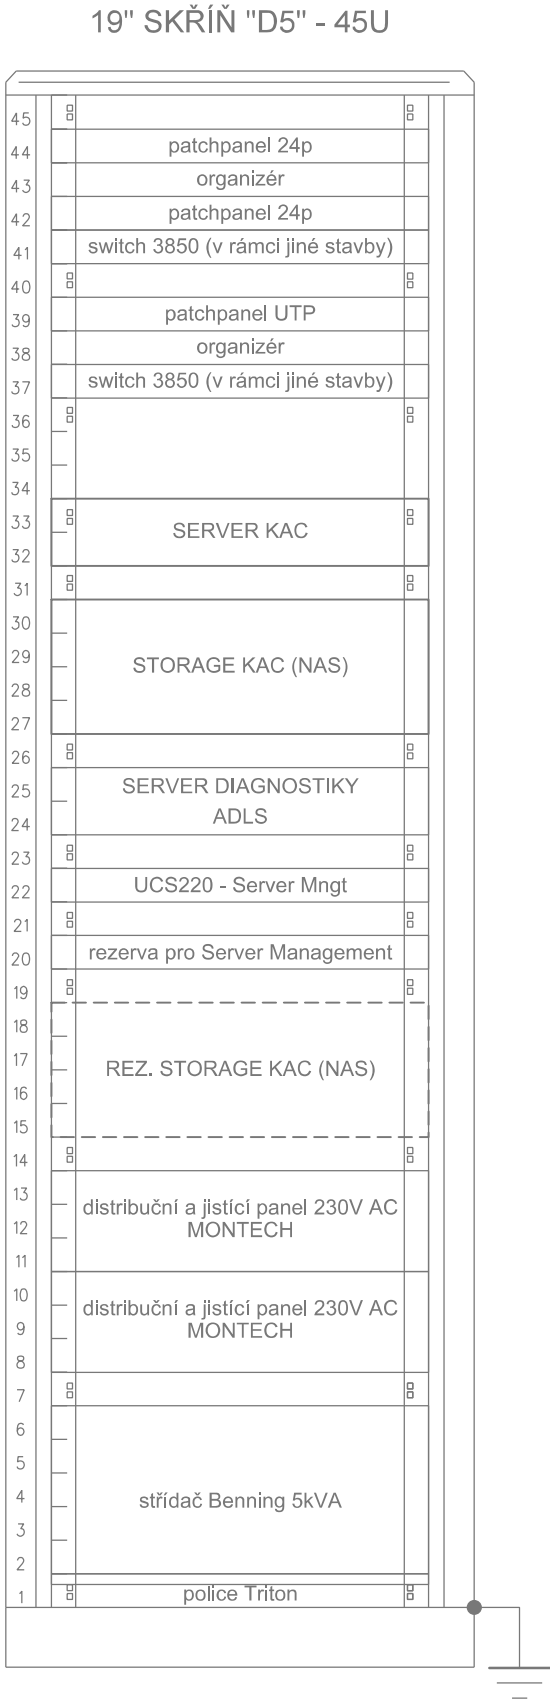 19" SKŘÍŇ "D5" - 45U
45
44 patchpanel 24p
43 organizér
42 patchpanel 24p
41 switch 3850 (v rámci jiné stavby)
40
39 patchpanel UTP
38 organizér
37 switch 3850 (v rámci jiné stavby)
36
35
34
33 SERVER KAC
32
31
30
29 STORAGE KAC (NAS)
28
27
26
25 SERVER DIAGNOSTIKY
24 ADLS
23
22 UCS220 - Server Mngt
21
20 rezerva pro Server Management
19
18
17 REZ. STORAGE KAC (NAS)
16
15
14
13 distribuční a jistící panel 230V AC
12 MONTECH
11
10 distribuční a jistící panel 230V AC
9 MONTECH
8
7
6
5
4 střídač Benning 5kVA
3
2
1 police Triton